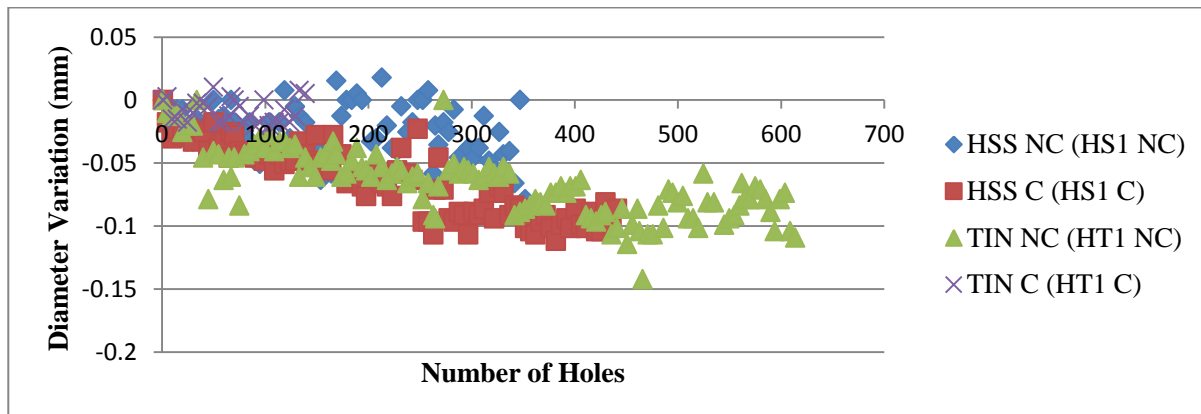 0.05
0
-0.05
-0.1
-0.15
-0.2
0 100 200 300 400 500 600 700
Diameter Variation (mm)
Number of Holes
HSS NC (HS1 NC)
HSS C (HS1 C)
TIN NC (HT1 NC)
TIN C (HT1 C)